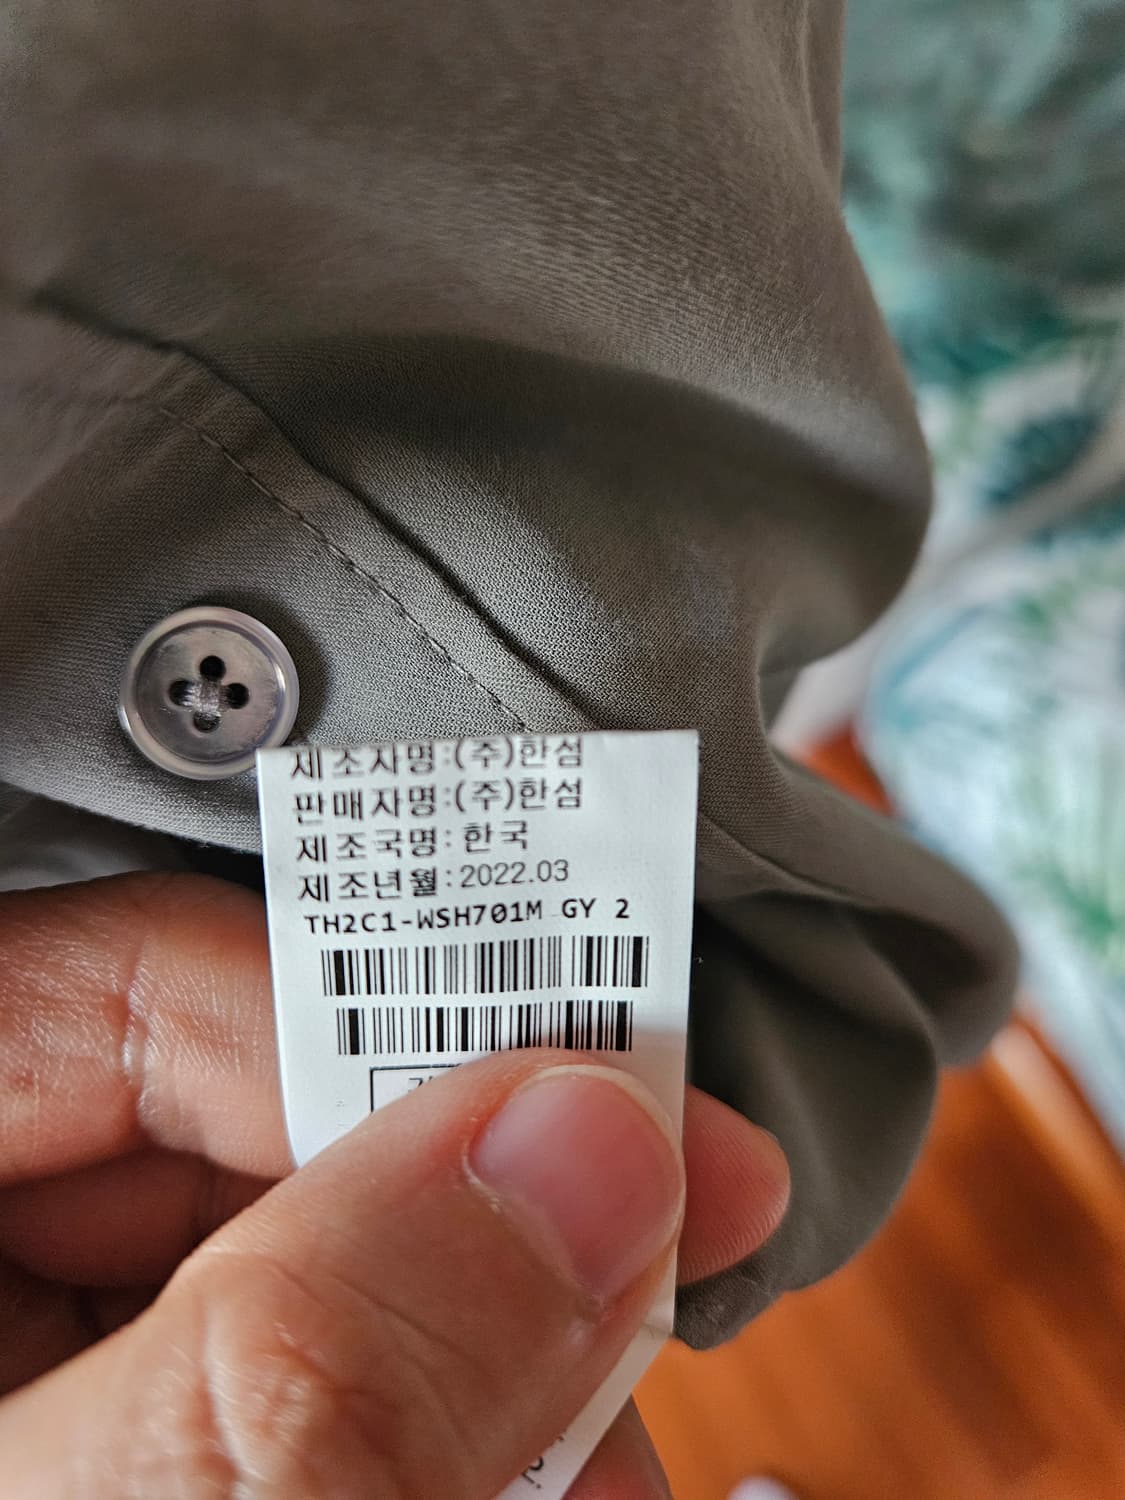 제조자명:(주)한섬
판매자명:(주)한섬
제조국명: 한국
제조년월:2022.03
TH2C1-WSH701M GY 2